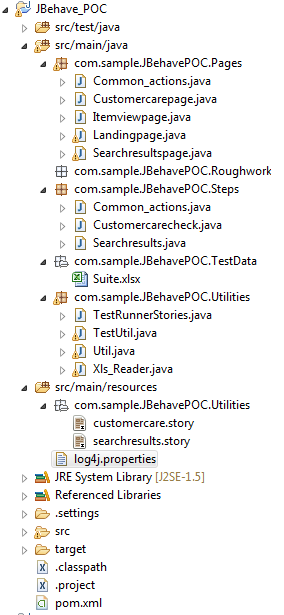 JBehave_POC
src/test/java
src/main/java
com.sample.JBehavePOC.Pages
Common_actions.java
Customercarepage.java
Itemviewpage.java
Landingpage.java
Searchresultspage.java
com.sample.JBehavePOC.Roughwork
com.sample.JBehavePOC.Steps
Common_actions.java
Customercarecheck.java
Searchresults.java
com.sample.JBehavePOC.TestData
Suite.xlsx
com.sample.JBehavePOC.Utilities
TestRunnerStories.java
TestUtil.java
Util.java
Xls_Reader.java
src/main/resources
com.sample.JBehavePOC.Utilities
customercare.story
searchresults.story
log4j.properties
JRE System Library [J2SE-1.5]
Referenced Libraries
.settings
src
target
.classpath
.project
pom.xml